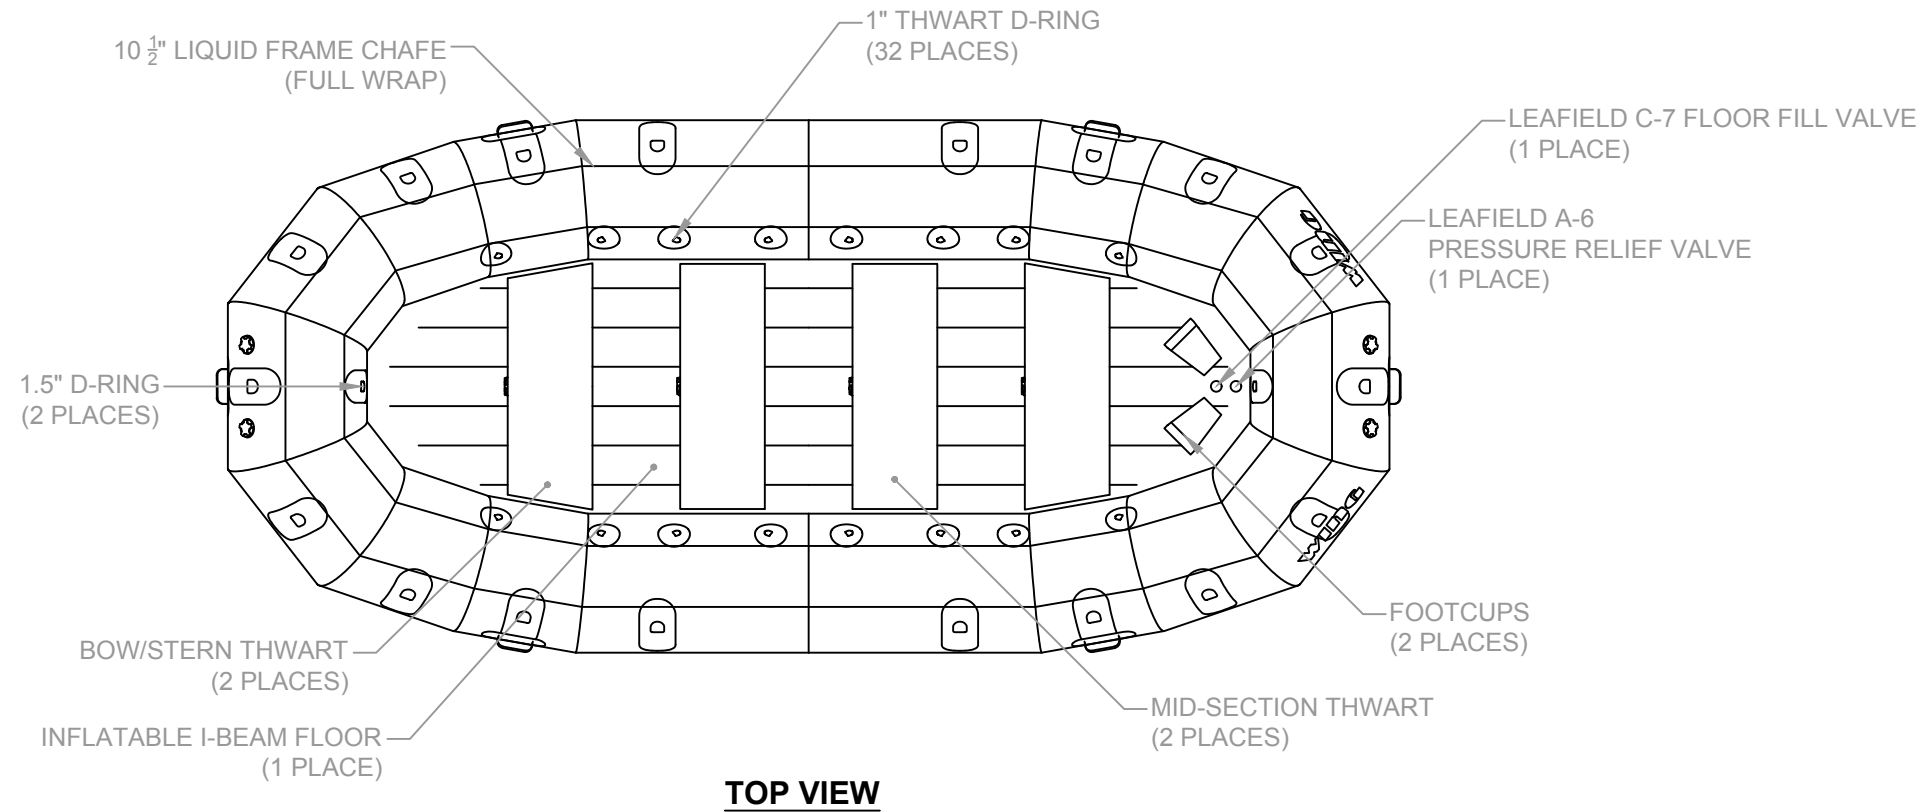 1" THWART D-RING
(32 PLACES)
10 ½" LIQUID FRAME CHAFE
(FULL WRAP)
LEAFIELD C-7 FLOOR FILL VALVE
(1 PLACE)
LEAFIELD A-6
PRESSURE RELIEF VALVE
(1 PLACE)
1.5" D-RING
(2 PLACES)
FOOTCUPS
(2 PLACES)
BOW/STERN THWART
(2 PLACES)
MID-SECTION THWART
(2 PLACES)
INFLATABLE I-BEAM FLOOR
(1 PLACE)
TOP VIEW